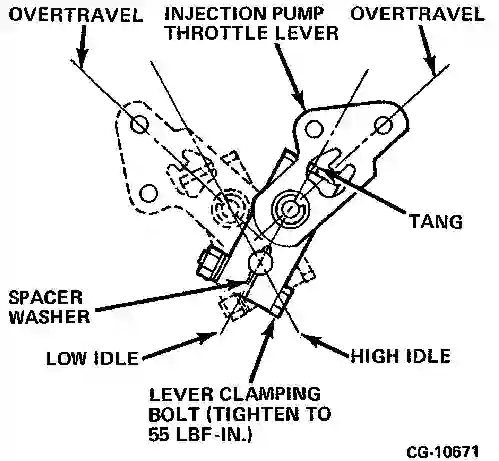 OVERTRAVEL
INJECTION PUMP
THROTTLE LEVER
OVERTRAVEL
TANG
SPACER
WASHER
LOW IDLE
HIGH IDLE
LEVER CLAMPING
BOLT (TIGHTEN TO
55 LBF-IN.)
CG-10671